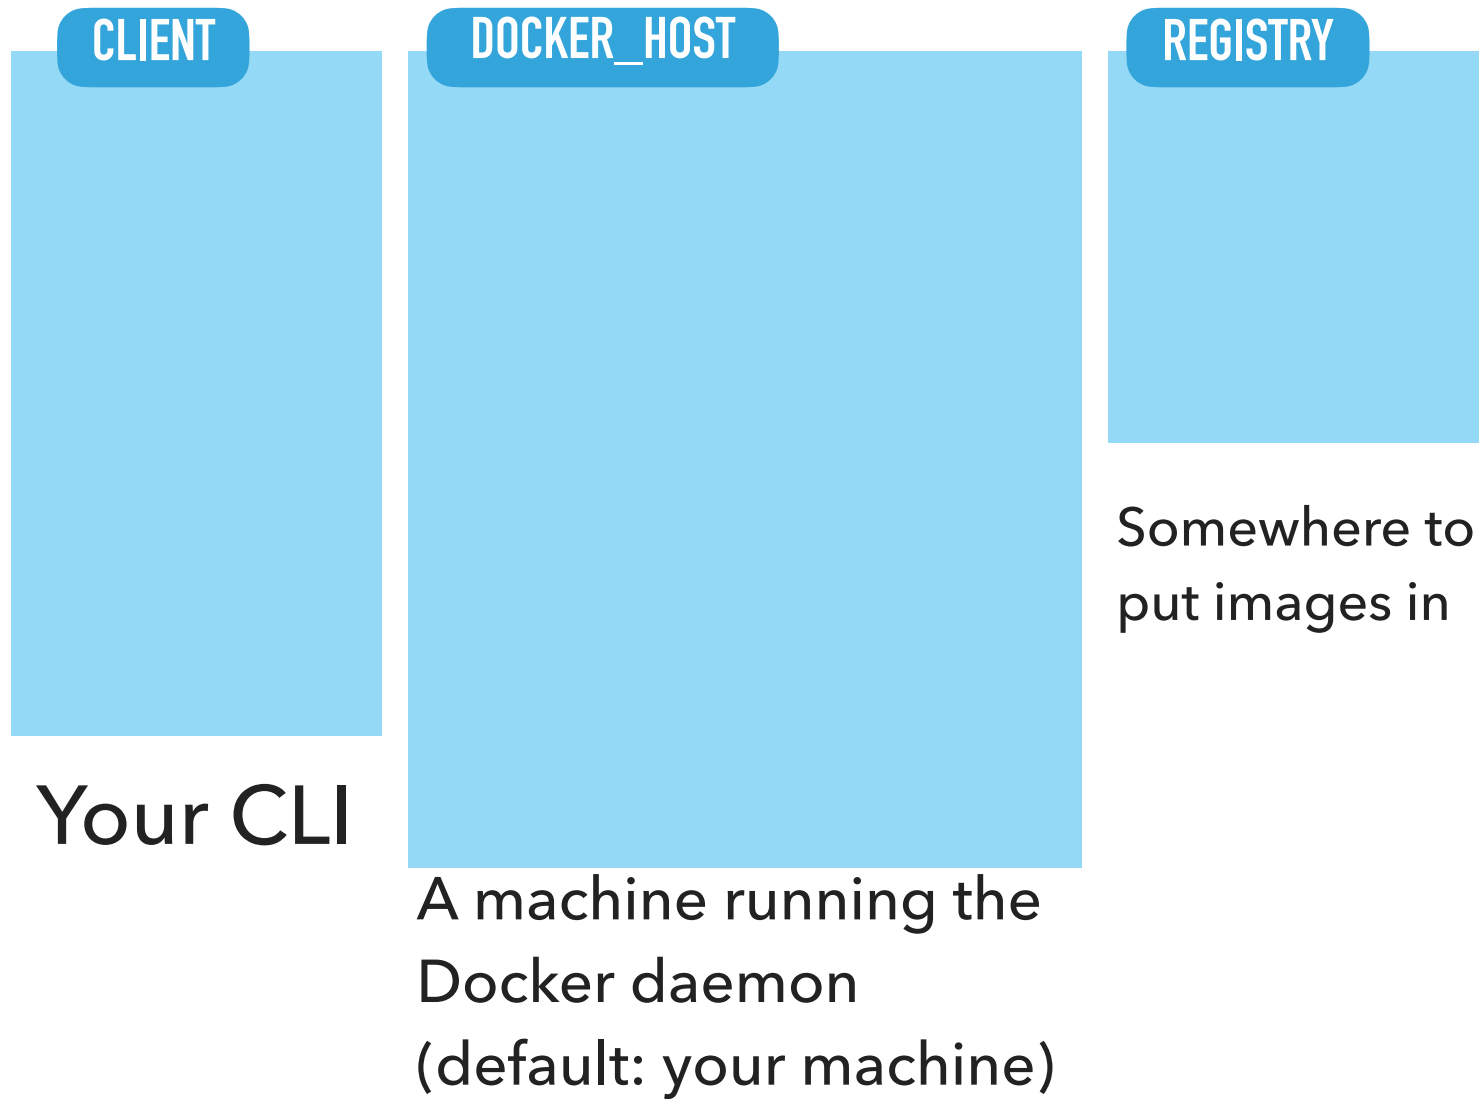 CLIENT
DOCKER_HOST
REGISTRY
Your CLI
A machine running the
Docker daemon
(default: your machine)
Somewhere to
put images in